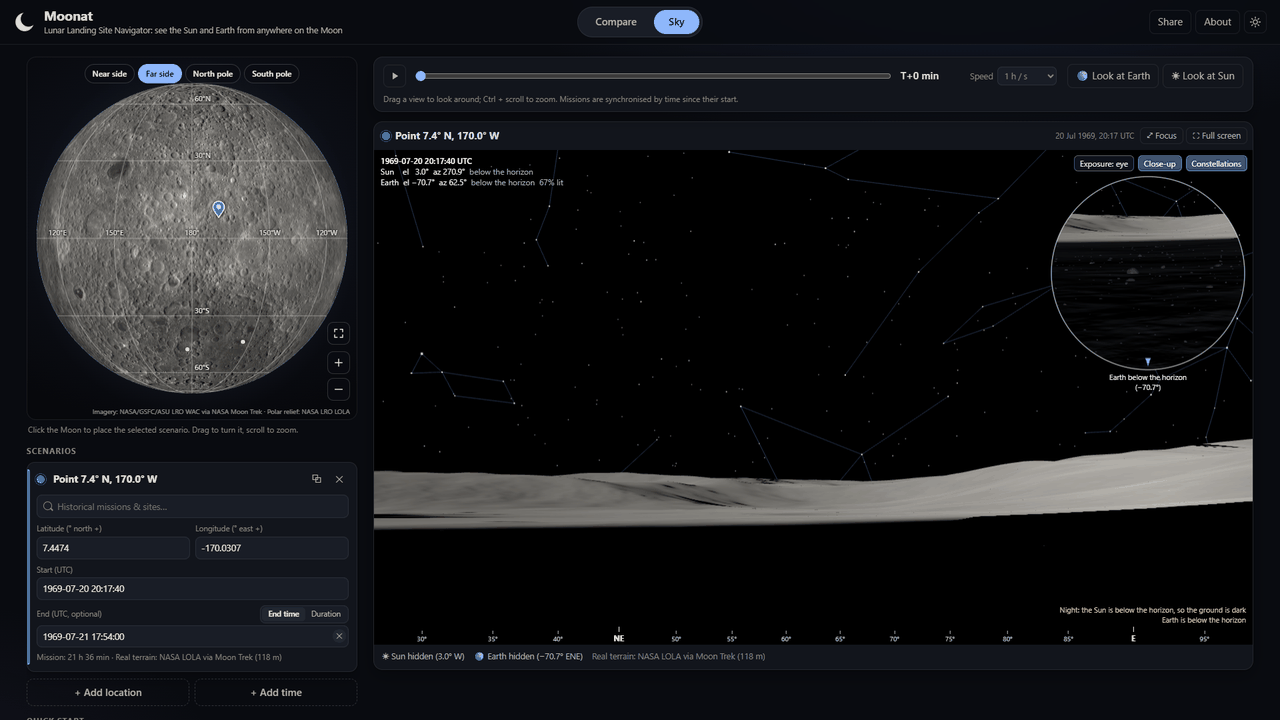 Moonat
Lunar Landing Site Navigator: see the Sun and Earth from anywhere on the Moon
Compare
Sky
Share
About
Near side
Far side
North pole
South pole
60°N
30°N
120°E
150°E
180°
150°W
120°W
30°S
60°S
Imagery: NASA/GSFC/ASU LRO WAC via NASA Moon Trek · Polar relief: NASA LRO LOLA
Click the Moon to place the selected scenario. Drag to turn it, scroll to zoom.
SCENARIOS
Point 7.4° N, 170.0° W
Historical missions & sites...
Latitude (° north +)
Longitude (° east +)
7.4474
-170.0307
Start (UTC)
1969-07-20 20:17:40
End (UTC, optional)
End time
Duration
1969-07-21 17:54:00
Mission: 21 h 36 min · Real terrain: NASA LOLA via Moon Trek (118 m)
+ Add location
+ Add time
QUICK START
T+0 min
Speed
1 h / s
Look at Earth
Look at Sun
Drag a view to look around; Ctrl + scroll to zoom. Missions are synchronised by time since their start.
Point 7.4° N, 170.0° W
20 Jul 1969, 20:17 UTC
Focus
Full screen
1969-07-20 20:17:40 UTC
Sun el 3.0° az 270.9° below the horizon
Earth el −70.7° az 62.5° below the horizon 67% lit
Exposure: eye
Close-up
Constellations
Earth below the horizon
(−70.7°)
Night: the Sun is below the horizon, so the ground is dark
Earth is below the horizon
30°
35°
40°
NE
50°
55°
60°
65°
70°
75°
80°
85°
E
95°
Sun hidden (3.0° W)
Earth hidden (−70.7° ENE)
Real terrain: NASA LOLA via Moon Trek (118 m)